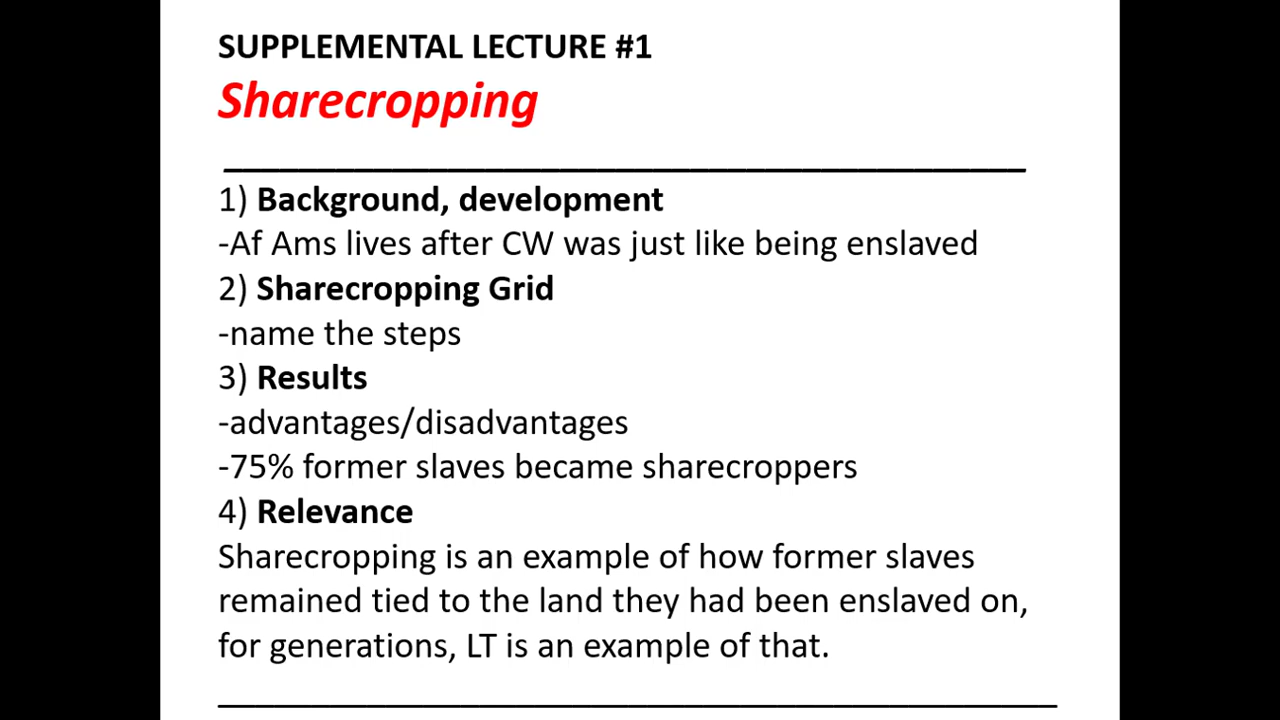 SUPPLEMENTAL LECTURE #1
Sharecropping
1) Background, development
-Af Ams lives after CW was just like being enslaved
2) Sharecropping Grid
-name the steps
3) Results
-advantages/disadvantages
-75% former slaves became sharecroppers
4) Relevance
Sharecropping is an example of how former slaves
remained tied to the land they had been enslaved on,
for generations, LT is an example of that.